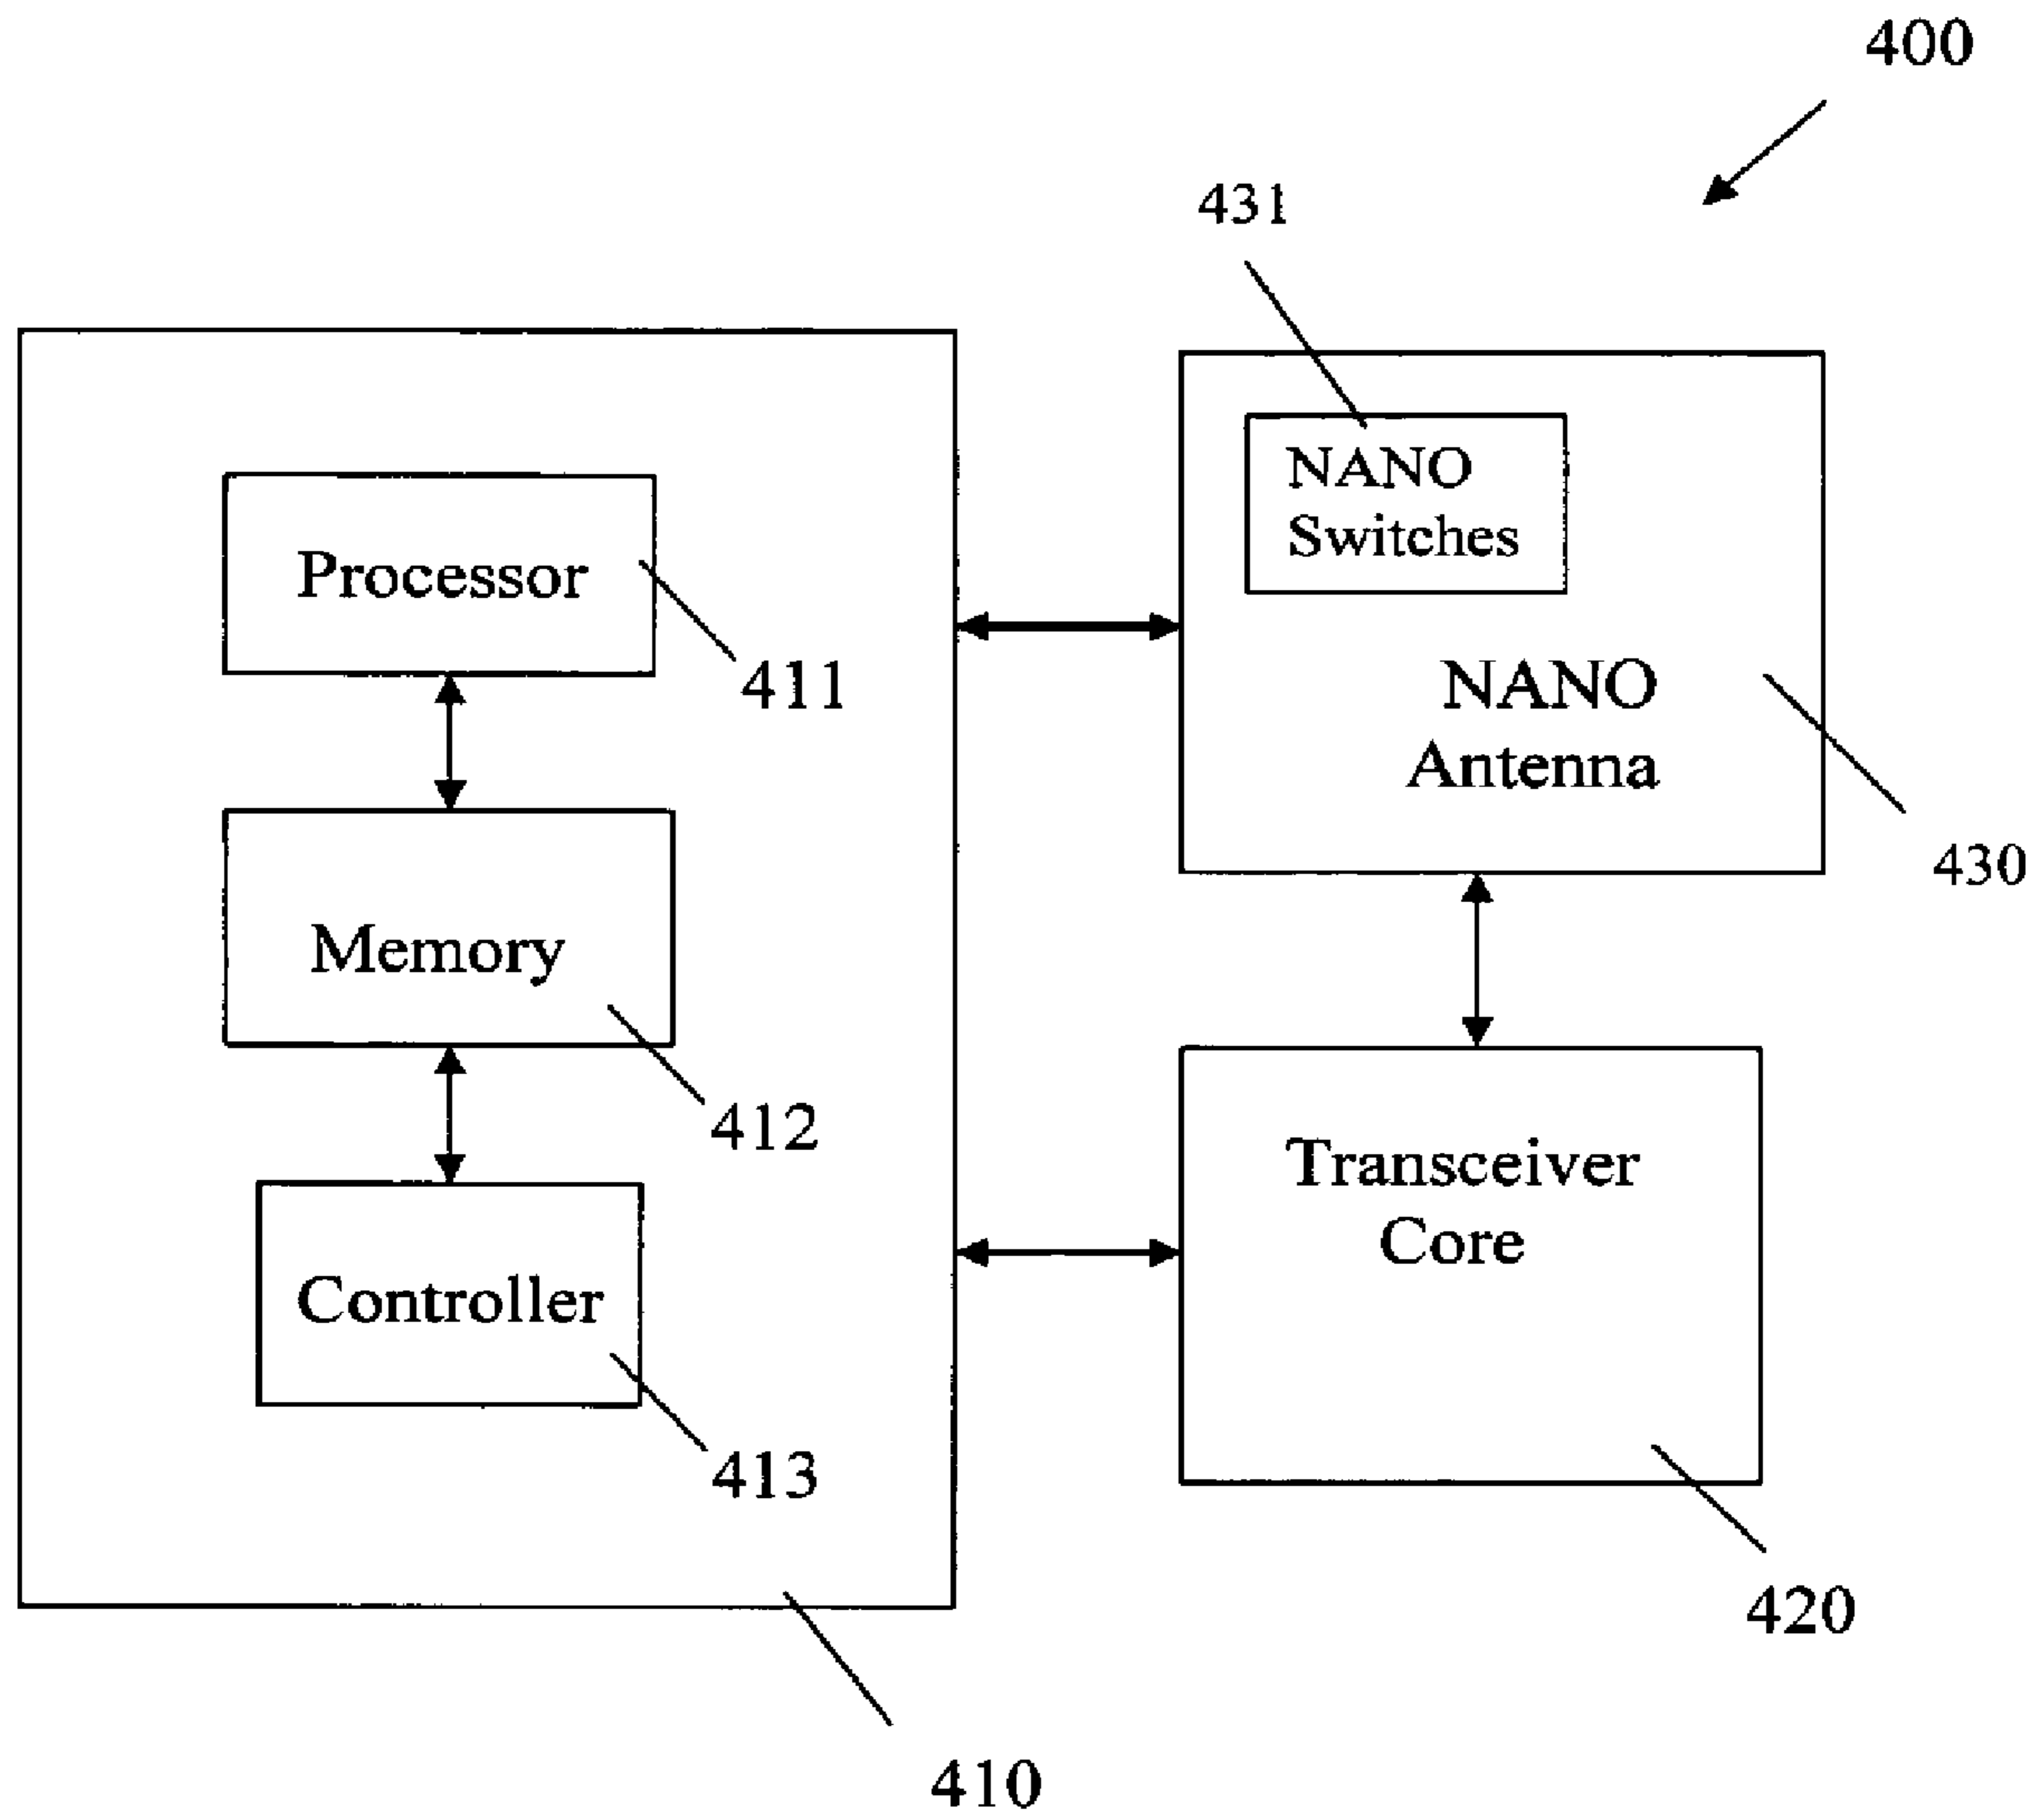 400
431
NANO
Switches
Processor
411
NANO
Antenna
430
Memory
412
Transceiver
Core
Controller
413
420
410